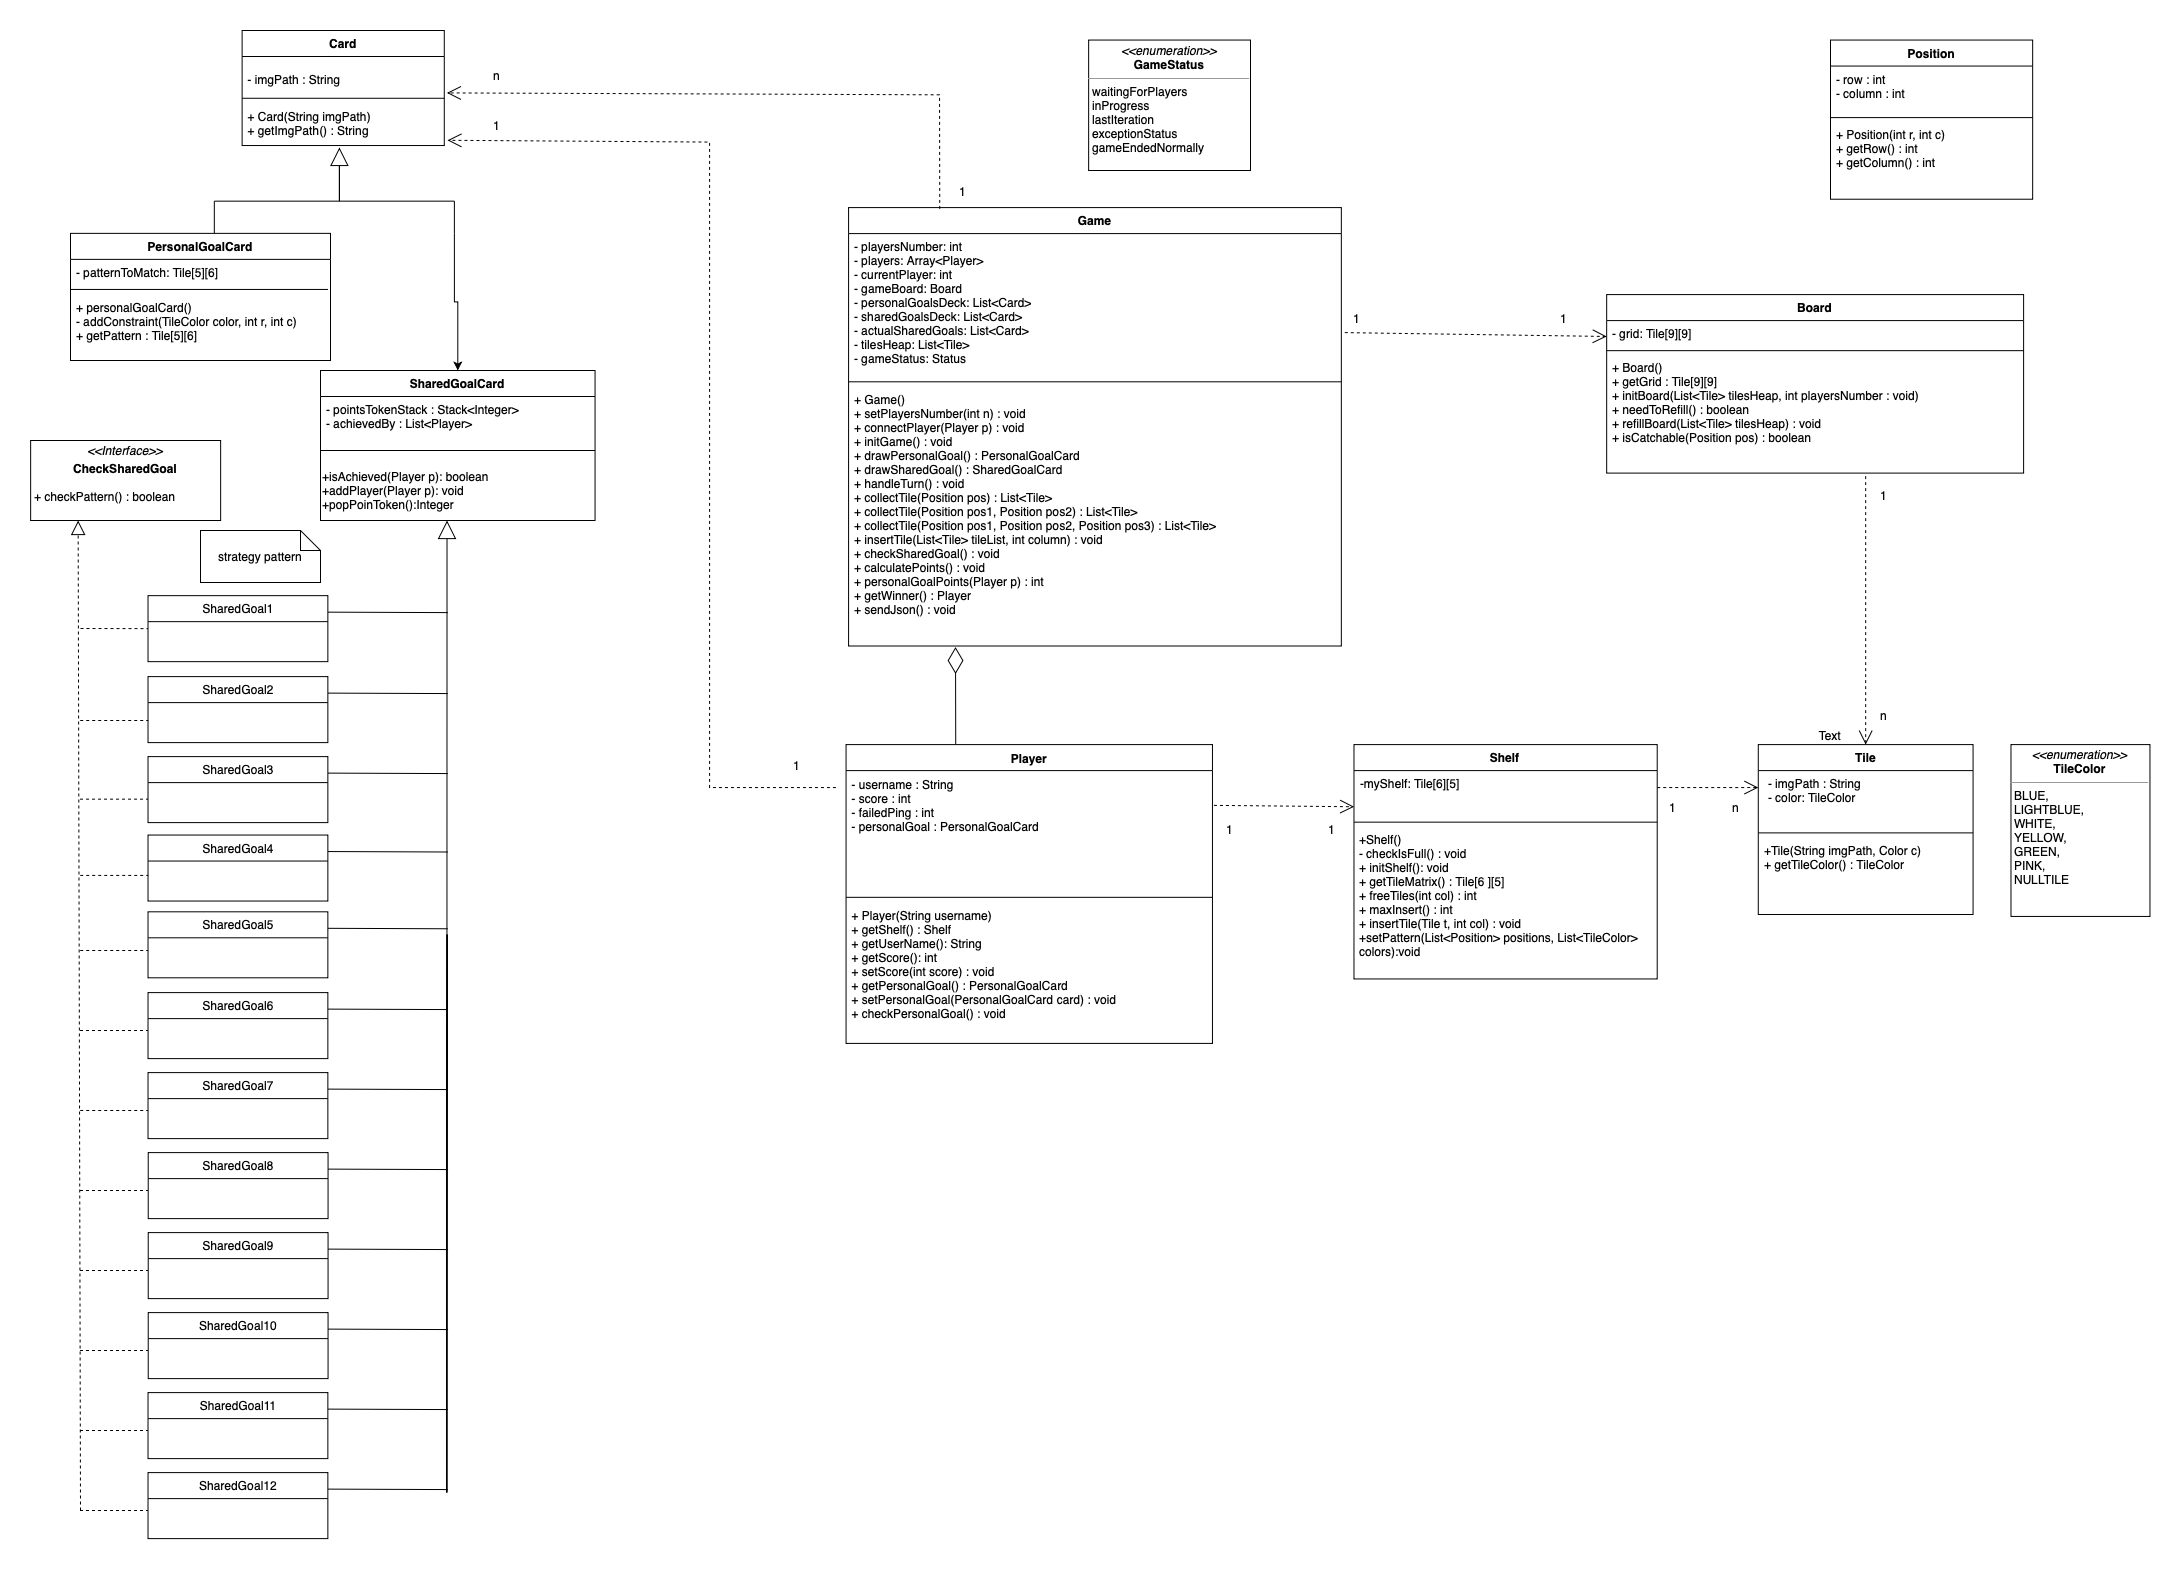 Card
- imgPath : String
+ Card(String imgPath)
+ getImgPath() : String
n
1
1
<<enumeration>>
GameStatus
waitingForPlayers
inProgress
lastIteration
exceptionStatus
gameEndedNormally
Position
- row : int
- column : int
+ Position(int r, int c)
+ getRow() : int
+ getColumn() : int
PersonalGoalCard
- patternToMatch: Tile[5][6]
+ personalGoalCard()
- addConstraint(TileColor color, int r, int c)
+ getPattern : Tile[5][6]
Game
- playersNumber: int
- players: Array<Player>
- currentPlayer: int
- gameBoard: Board
- personalGoalsDeck: List<Card>
- sharedGoalsDeck: List<Card>
- actualSharedGoals: List<Card>
- tilesHeap: List<Tile>
- gameStatus: Status
+ Game()
+ setPlayersNumber(int n) : void
+ connectPlayer(Player p) : void
+ initGame() : void
+ drawPersonalGoal() : PersonalGoalCard
+ drawSharedGoal() : SharedGoalCard
+ handleTurn() : void
+ collectTile(Position pos) : List<Tile>
+ collectTile(Position pos1, Position pos2) : List<Tile>
+ collectTile(Position pos1, Position pos2, Position pos3) : List<Tile>
+ insertTile(List<Tile> tileList, int column) : void
+ checkSharedGoal() : void
+ calculatePoints() : void
+ personalGoalPoints(Player p) : int
+ getWinner() : Player
+ sendJson() : void
1
1
Board
- grid: Tile[9][9]
+ Board()
+ getGrid : Tile[9][9]
+ initBoard(List<Tile> tilesHeap, int playersNumber : void)
+ needToRefill() : boolean
+ refillBoard(List<Tile> tilesHeap) : void
+ isCatchable(Position pos) : boolean
1
n
Text
SharedGoalCard
- pointsTokenStack : Stack<Integer>
- achievedBy : List<Player>
+isAchieved(Player p): boolean
+addPlayer(Player p): void
+popPoinToken():Integer
<<Interface>>
CheckSharedGoal
+ checkPattern() : boolean
strategy pattern
SharedGoal1
SharedGoal2
SharedGoal3
SharedGoal4
SharedGoal5
SharedGoal6
SharedGoal7
SharedGoal8
SharedGoal9
SharedGoal10
SharedGoal11
SharedGoal12
1
Player
- username : String
- score : int
- failedPing : int
- personalGoal : PersonalGoalCard
+ Player(String username)
+ getShelf() : Shelf
+ getUserName(): String
+ getScore(): int
+ setScore(int score) : void
+ getPersonalGoal() : PersonalGoalCard
+ setPersonalGoal(PersonalGoalCard card) : void
+ checkPersonalGoal() : void
1
1
Shelf
-myShelf: Tile[6][5]
+Shelf()
- checkIsFull() : void
+ initShelf(): void
+ getTileMatrix() : Tile[6 ][5]
+ freeTiles(int col) : int
+ maxInsert() : int
+ insertTile(Tile t, int col) : void
+setPattern(List<Position> positions, List<TileColor>
colors):void
1
n
Tile
- imgPath : String
- color: TileColor
+Tile(String imgPath, Color c)
+ getTileColor() : TileColor
<<enumeration>>
TileColor
BLUE,
LIGHTBLUE,
WHITE,
YELLOW,
GREEN,
PINK,
NULLTILE